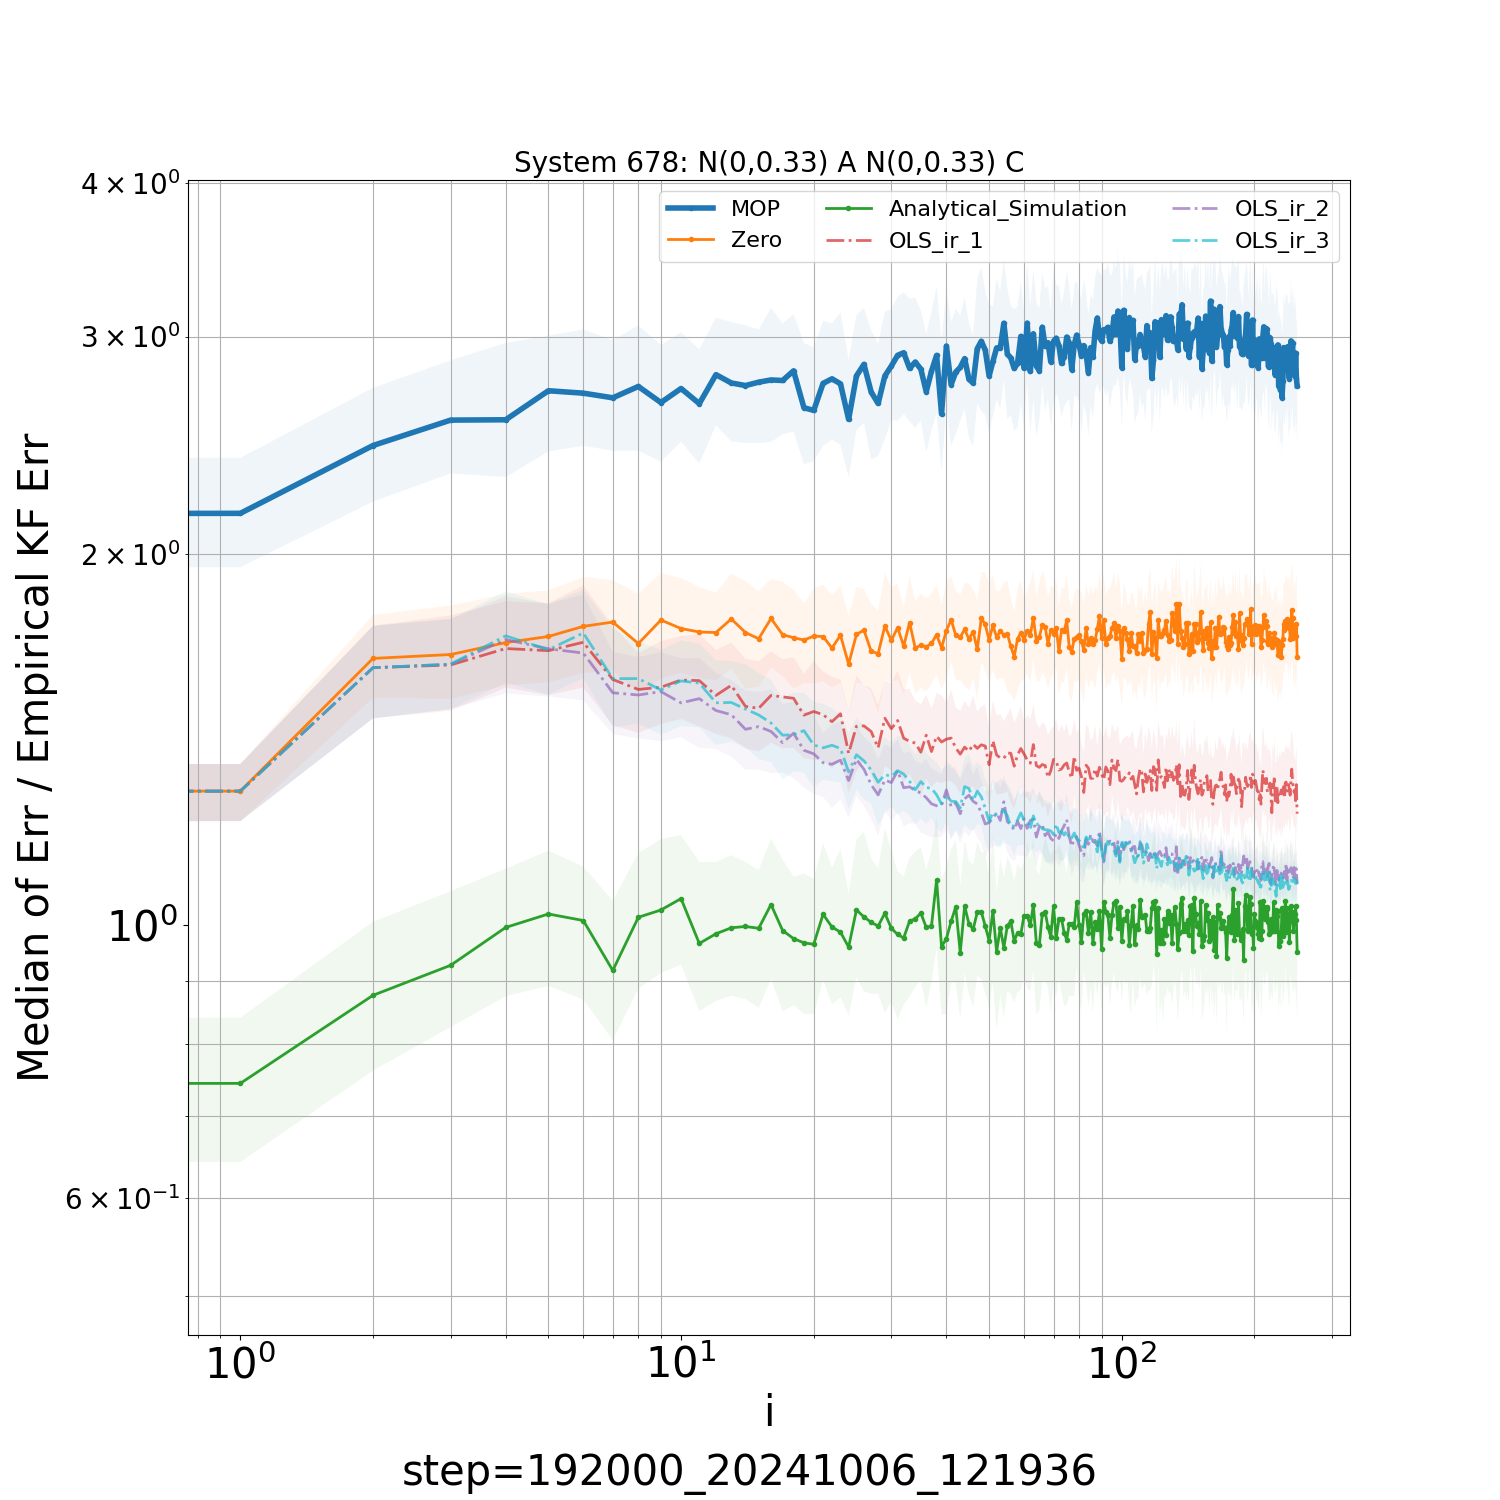 System 678: N(0,0.33) A N(0,0.33) C
MOP
Zero
Analytical_Simulation
OLS_ir_1
OLS_ir_2
OLS_ir_3
Median of Err / Empirical KF Err
4 × 10⁰
3 × 10⁰
2 × 10⁰
10⁰
6 × 10⁻¹
10⁰ 10¹ 10²
i
step=192000_20241006_121936